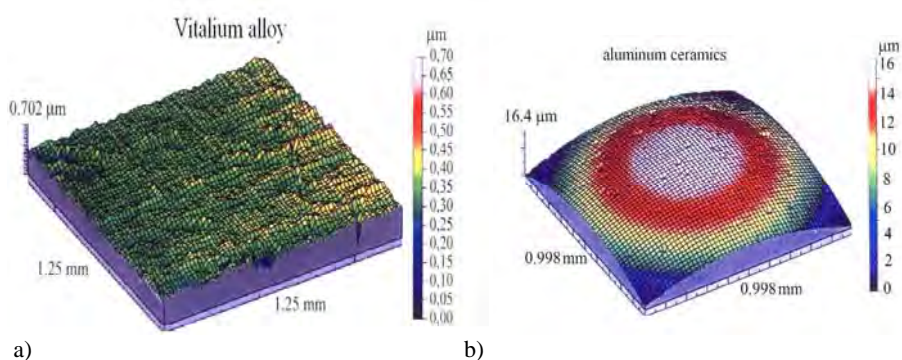 Vitalium alloy
0.702 µm
1.25 mm
1.25 mm
µm
0,70
0,65
0,60
0,55
0,50
0,45
0,40
0,35
0,30
0,25
0,20
0,15
0,10
0,05
0,00
a)
aluminum ceramics
16.4 µm
0.998 mm
0.998 mm
µm
16
14
12
10
8
6
4
2
0
b)